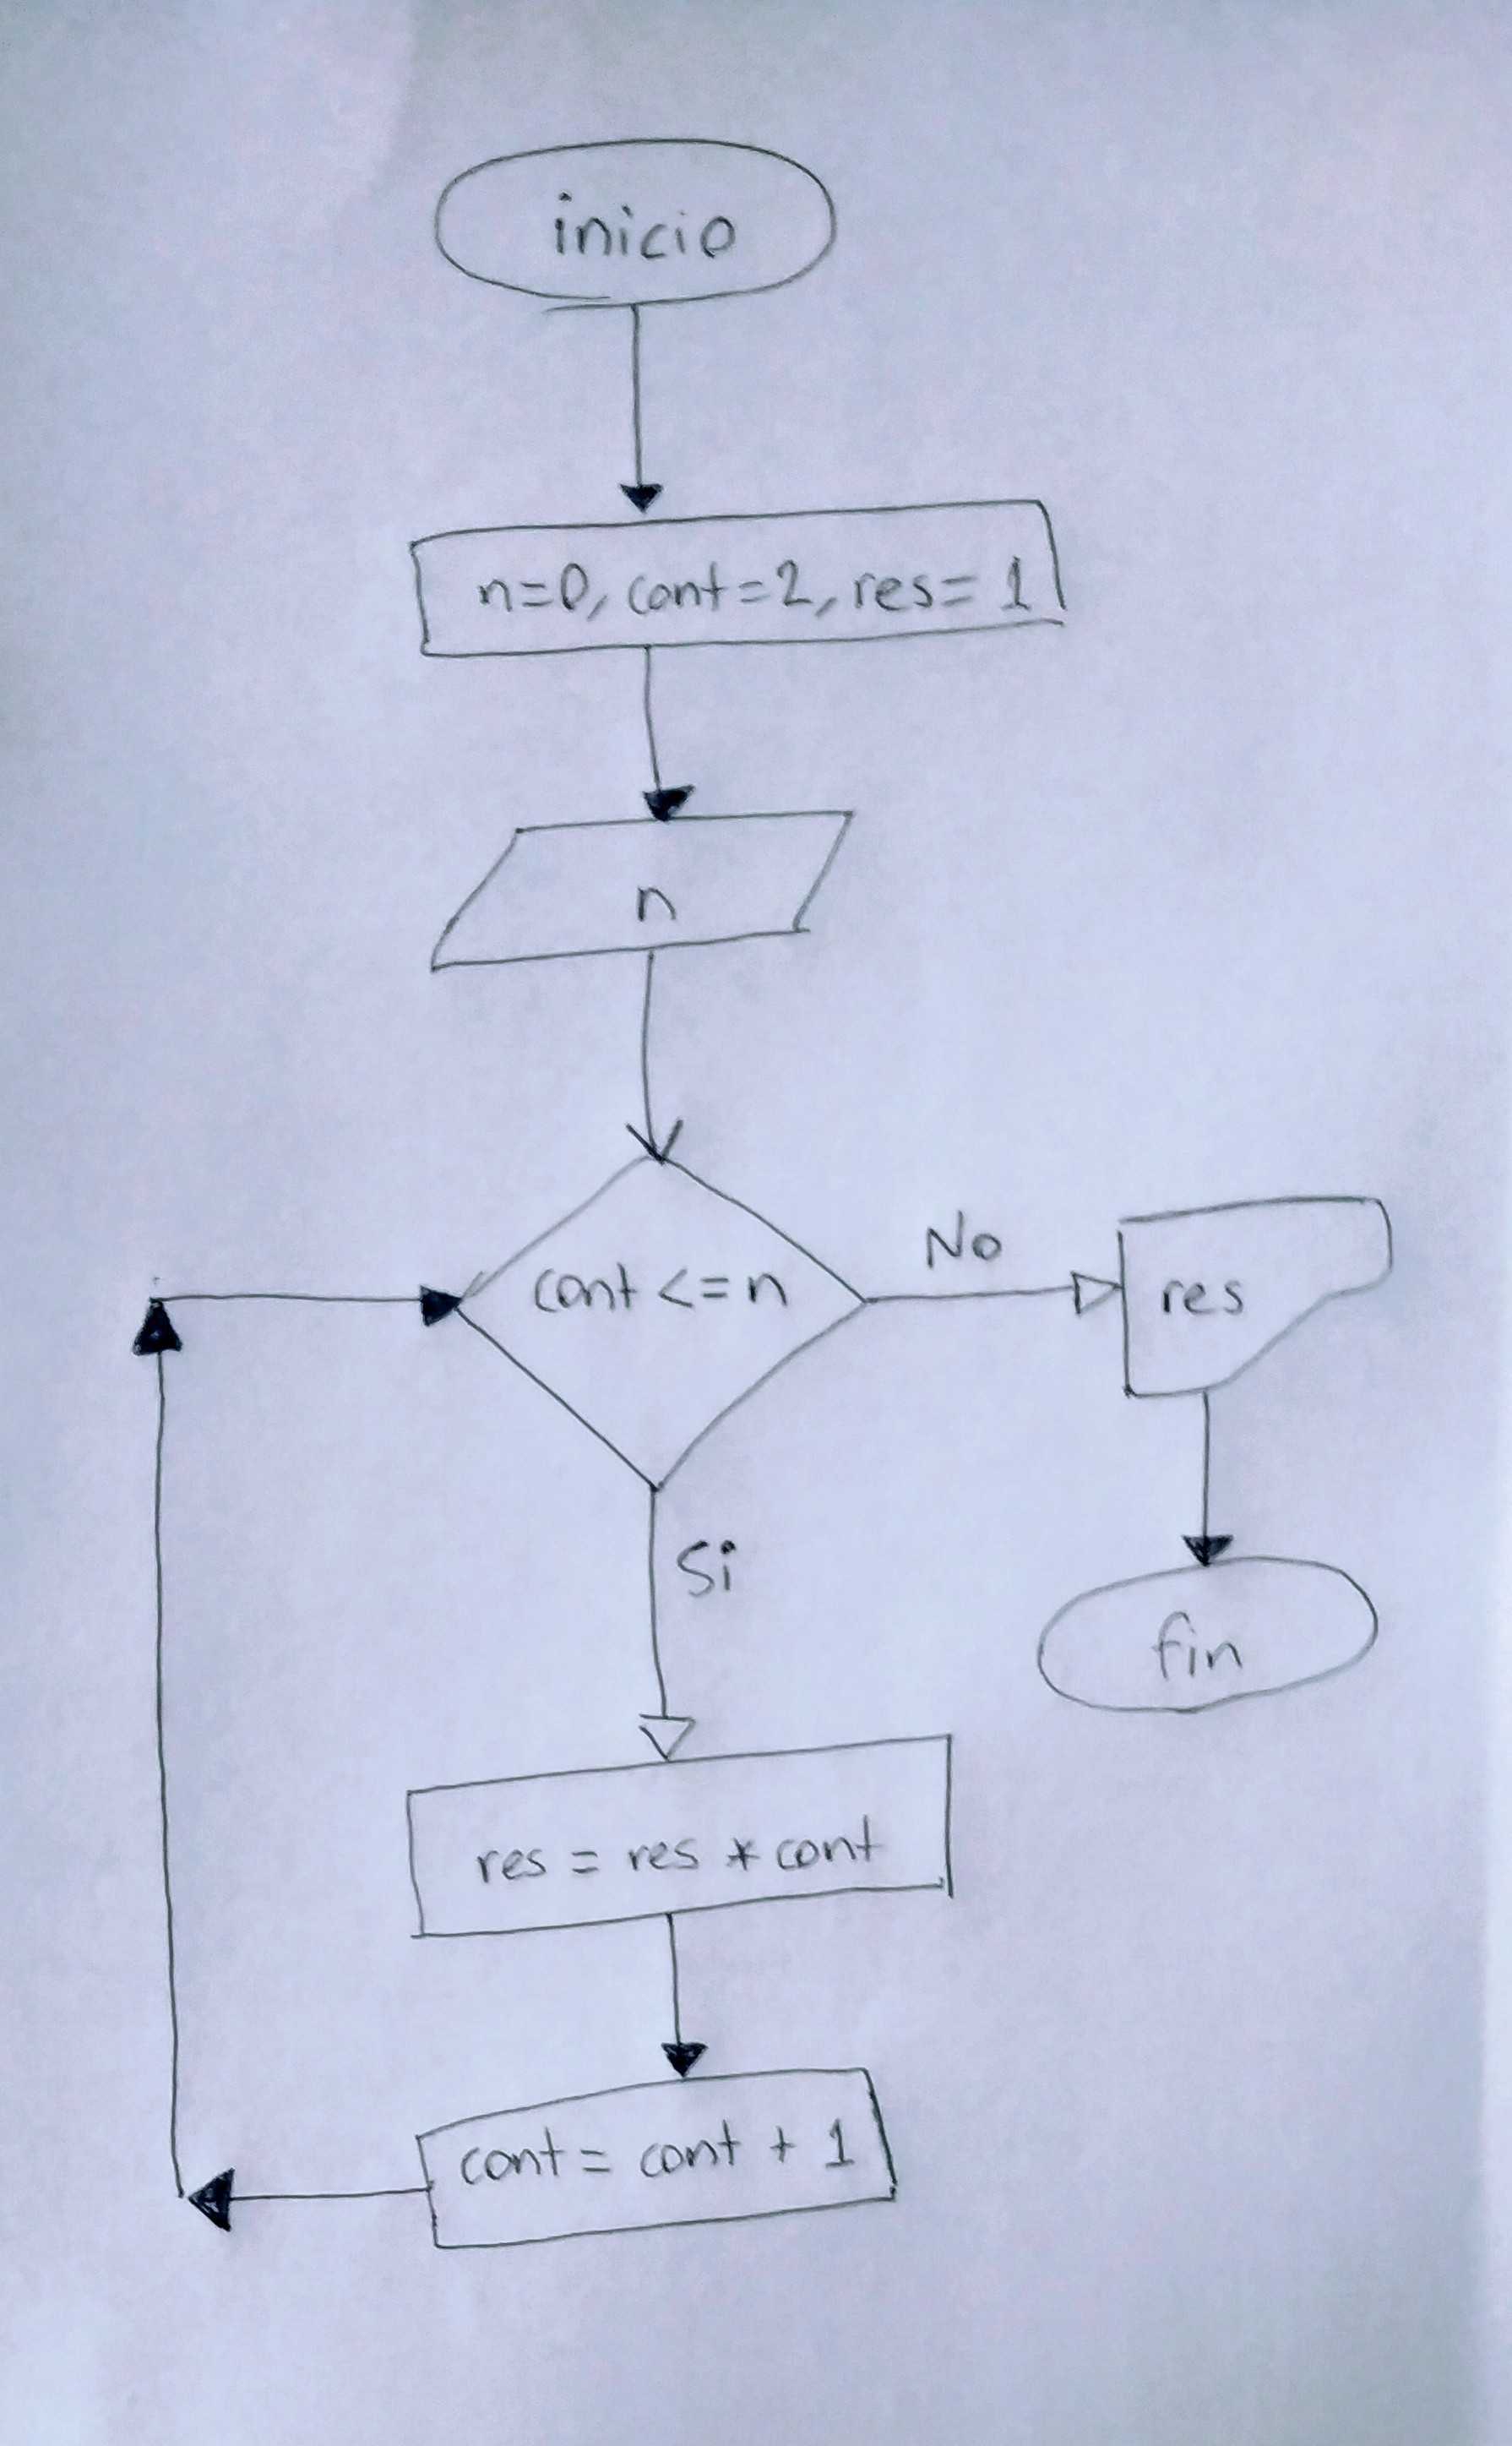 inicio
n=0, cont=2, res= 1
n
cont <= n
No
res
Si
fin
res = res * cont
cont = cont + 1